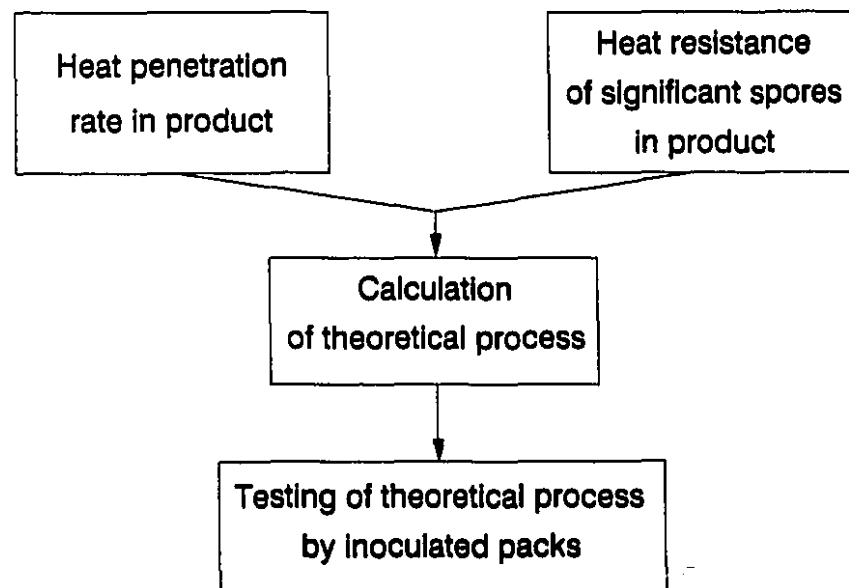 Heat penetration
rate in product
Heat resistance
of significant spores
in product
Calculation
of theoretical process
Testing of theoretical process
by inoculated packs